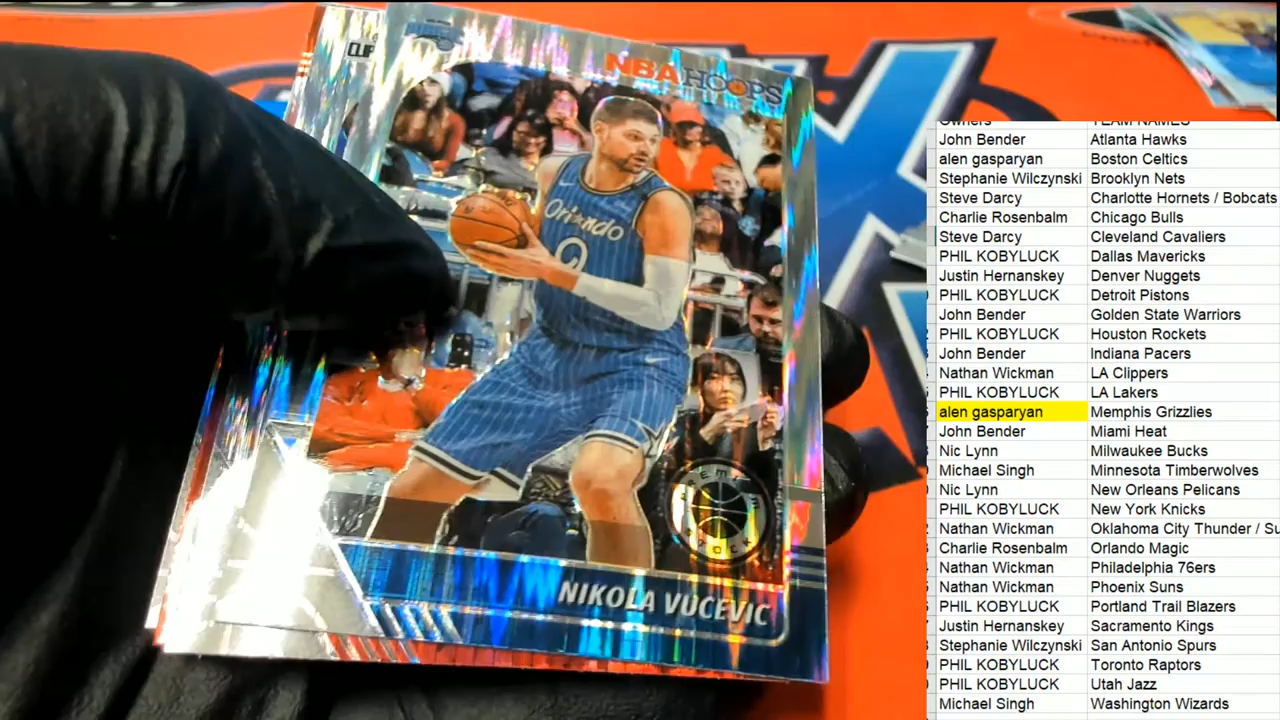 CLIP
NBA HOOPS
Orlando
PREMIUM
STOCK
NIKOLA VUCEVIC
Owners TEAM NAMES
John Bender Atlanta Hawks
alen gasparyan Boston Celtics
Stephanie Wilczynski Brooklyn Nets
Steve Darcy Charlotte Hornets / Bobcats
Charlie Rosenbalm Chicago Bulls
Steve Darcy Cleveland Cavaliers
PHIL KOBYLUCK Dallas Mavericks
Justin Hernanskey Denver Nuggets
PHIL KOBYLUCK Detroit Pistons
John Bender Golden State Warriors
PHIL KOBYLUCK Houston Rockets
John Bender Indiana Pacers
Nathan Wickman LA Clippers
PHIL KOBYLUCK LA Lakers
alen gasparyan Memphis Grizzlies
John Bender Miami Heat
Nic Lynn Milwaukee Bucks
Michael Singh Minnesota Timberwolves
Nic Lynn New Orleans Pelicans
PHIL KOBYLUCK New York Knicks
Nathan Wickman Oklahoma City Thunder / Su
Charlie Rosenbalm Orlando Magic
Nathan Wickman Philadelphia 76ers
Nathan Wickman Phoenix Suns
PHIL KOBYLUCK Portland Trail Blazers
Justin Hernanskey Sacramento Kings
Stephanie Wilczynski San Antonio Spurs
PHIL KOBYLUCK Toronto Raptors
PHIL KOBYLUCK Utah Jazz
Michael Singh Washington Wizards